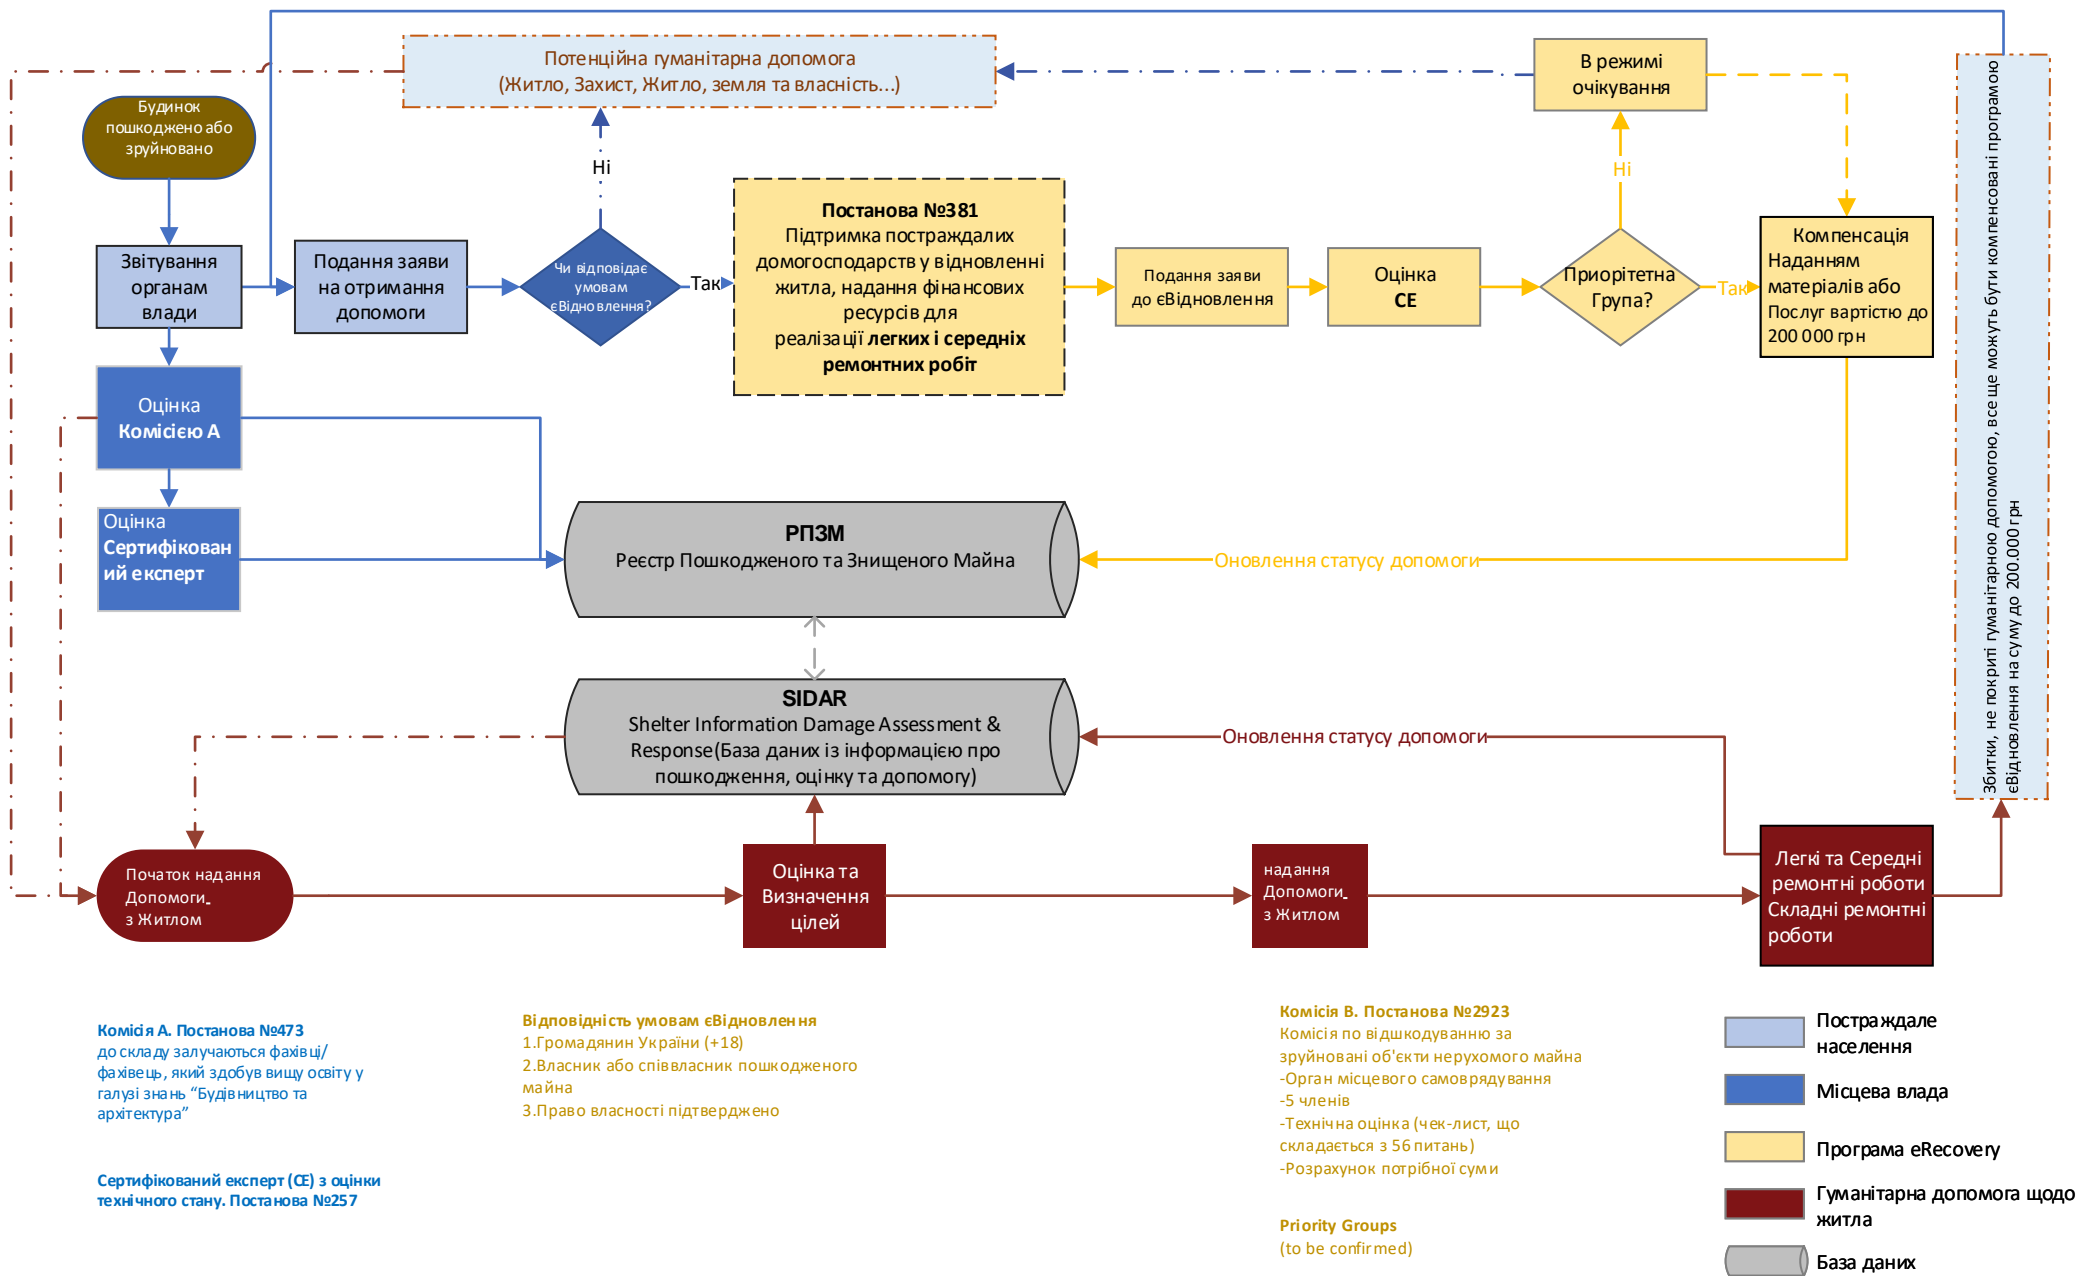 Потенційна гуманітарна допомога
(Житло, Захист, Житло, земля та власність...)
В режимі
очікування
Будинок
пошкоджено або
зруйновано
Ні
Ні
Постанова №381
Підтримка постраждалих
домогосподарств у відновленні
житла, надання фінансових
ресурсів для
реалізації легких і середніх
ремонтних робіт
Звітування
органам
влади
Подання заяви
на отримання
допомоги
Чи відповідає
умовам
єВідновлення?
Так
Подання заяви
до єВідновлення
Оцінка
СЕ
Приорітетна
Група?
Так
Компенсація
Наданням
матеріалів або
Послуг вартістю до
200 000 грн
Збитки, не покриті гуманітарною допомогою, все ще можуть бути компенсовані програмою
єВідновлення на суму до 200.000 грн
Оцінка
Комісією А
Оцінка
Сертифікован
ий експерт
РПЗМ
Реєстр Пошкодженого та Знищеного Майна
Оновлення статусу допомоги
SIDAR
Shelter Information Damage Assessment &
Response(База даних із інформацією про
пошкодження, оцінку та допомогу)
Оновлення статусу допомоги
Початок надання
Допомоги_
з Житлом
Оцінка та
Визначення
цілей
надання
Допомоги_
з Житлом
Легкі та Середні
ремонтні роботи
Складні ремонтні
роботи
Комісія А. Постанова №473
до складу залучаються фахівці/
фахівець, який здобув вищу освіту у
галузі знань “Будівництво та
архітектура”
Сертифікований експерт (СЕ) з оцінки
технічного стану. Постанова №257
Відповідність умовам єВідновлення
1.Громадянин України (+18)
2.Власник або співвласник пошкодженого
майна
3.Право власності підтверджено
Комісія В. Постанова №2923
Комісія по відшкодуванню за
зруйновані об'єкти нерухомого майна
-Орган місцевого самоврядування
-5 членів
-Технічна оцінка (чек-лист, що
складається з 56 питань)
-Розрахунок потрібної суми
Priority Groups
(to be confirmed)
Постраждале
населення
Місцева влада
Програма eRecovery
Гуманітарна допомога щодо
житла
База даних